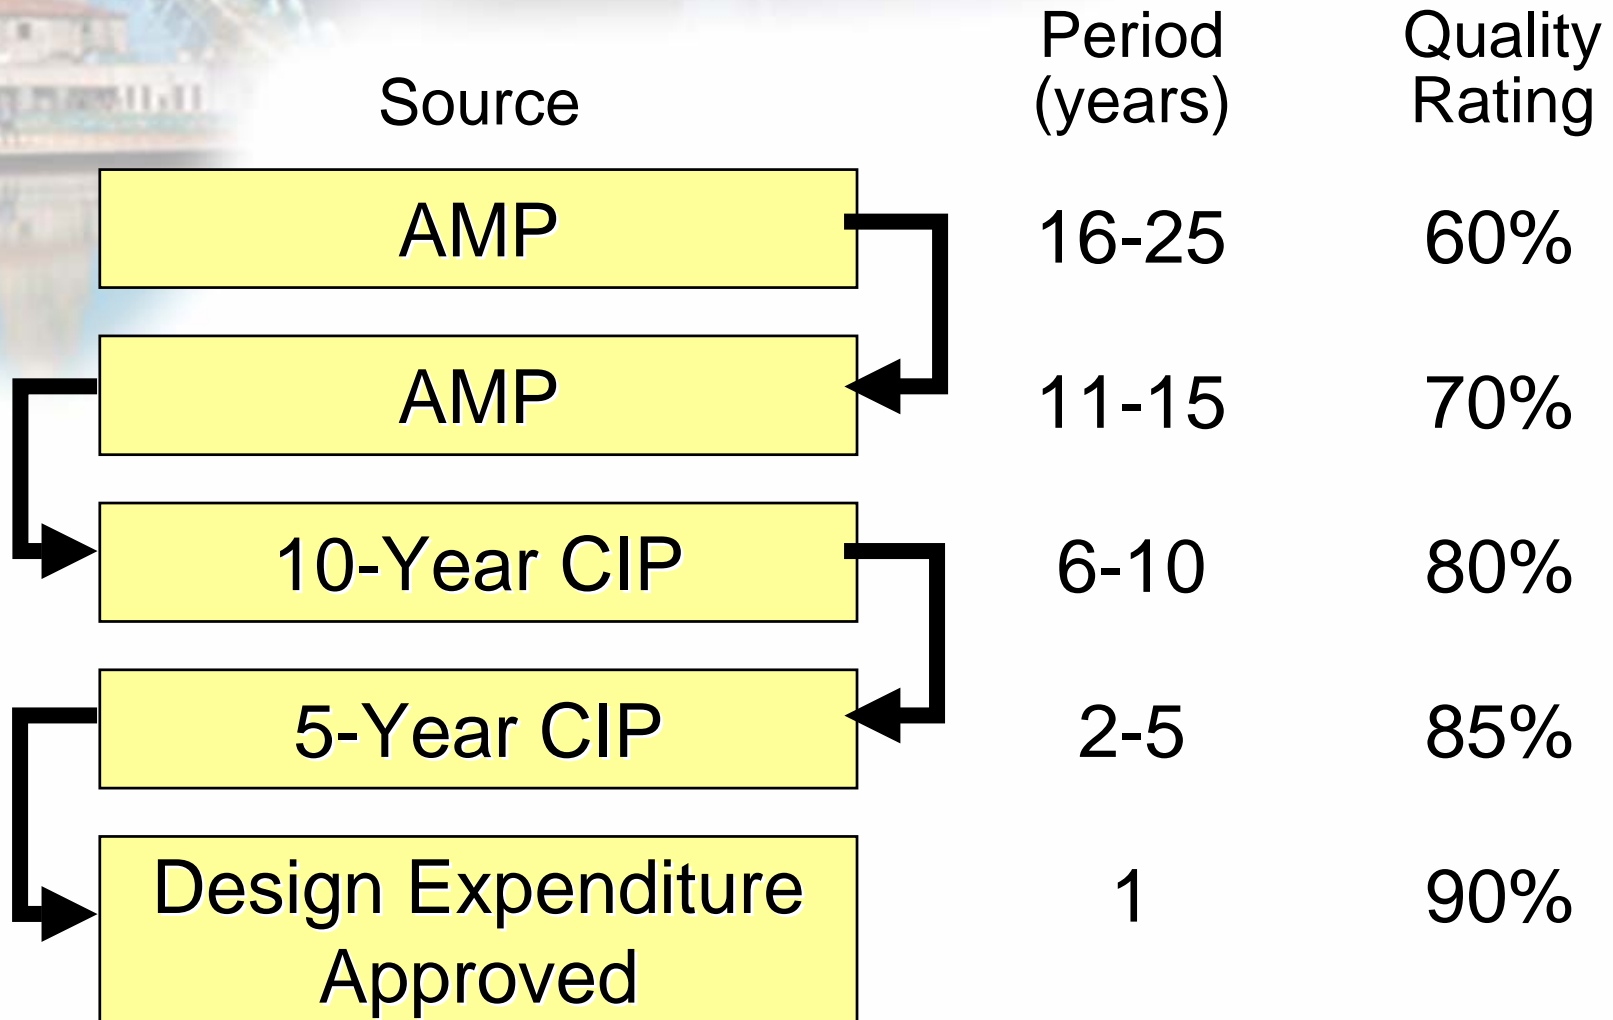 Source
Period
(years)
Quality
Rating
AMP
16-25
60%
AMP
11-15
70%
10-Year CIP
6-10
80%
5-Year CIP
2-5
85%
Design Expenditure
Approved
1
90%